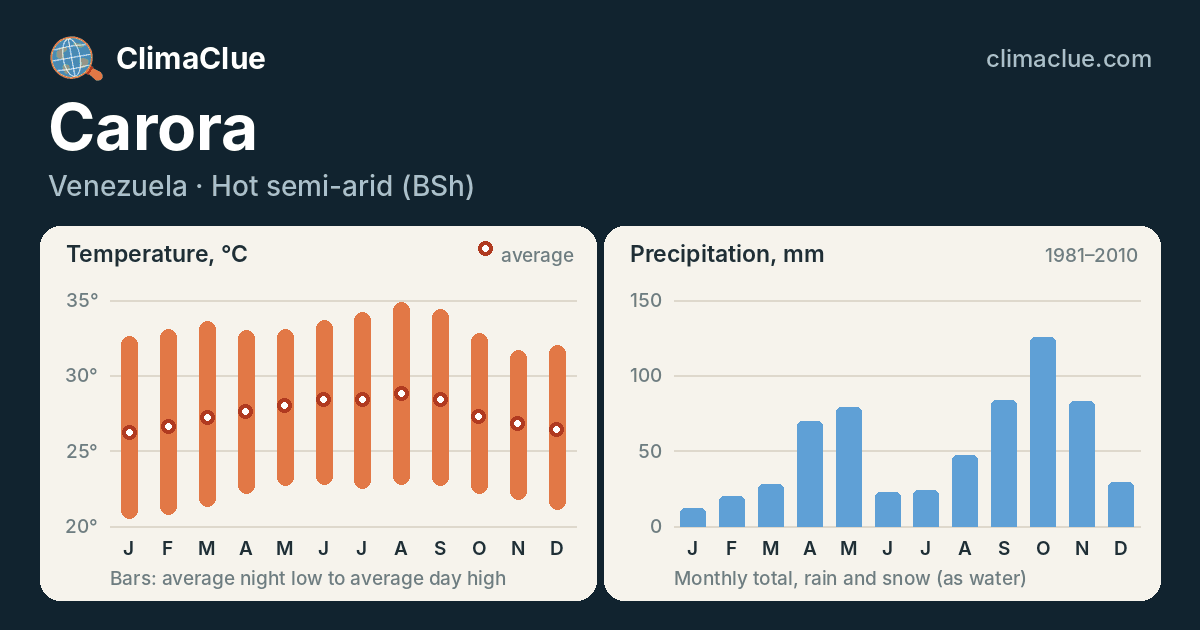 ClimaClue
climaclue.com
Carora
Venezuela · Hot semi-arid (BSh)
Temperature, °C
average
35°
30°
25°
20°
J F M A M J J A S O N D
Bars: average night low to average day high
Precipitation, mm
1981–2010
150
100
50
0
J F M A M J J A S O N D
Monthly total, rain and snow (as water)